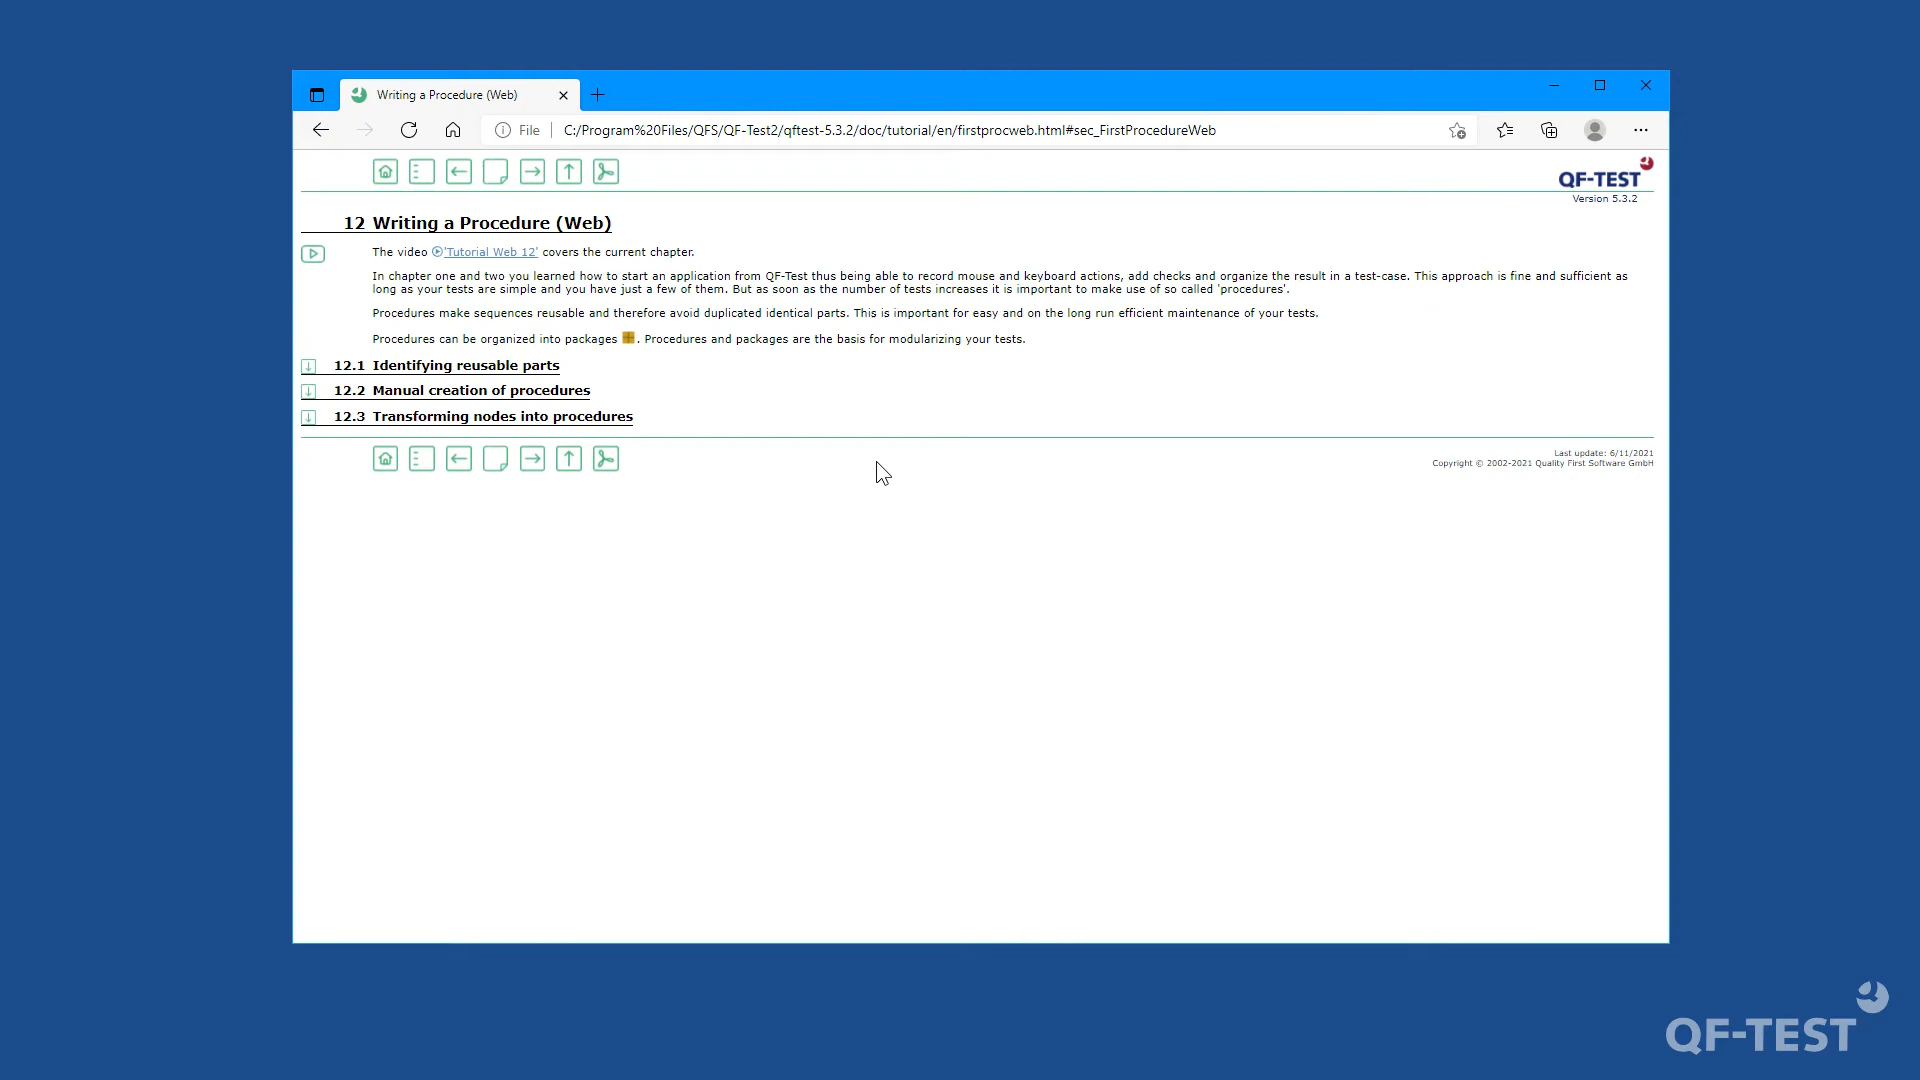 Writing a Procedure (Web)
File
C:/Program%20Files/QFS/QF-Test2/qftest-5.3.2/doc/tutorial/en/firstprocweb.html#sec_FirstProcedureWeb
QF-TEST
Version 5.3.2
12 Writing a Procedure (Web)
The video 'Tutorial Web 12' covers the current chapter.
In chapter one and two you learned how to start an application from QF-Test thus being able to record mouse and keyboard actions, add checks and organize the result in a test-case. This approach is fine and sufficient as
long as your tests are simple and you have just a few of them. But as soon as the number of tests increases it is important to make use of so called 'procedures'.
Procedures make sequences reusable and therefore avoid duplicated identical parts. This is important for easy and on the long run efficient maintenance of your tests.
Procedures can be organized into packages . Procedures and packages are the basis for modularizing your tests.
12.1 Identifying reusable parts
12.2 Manual creation of procedures
12.3 Transforming nodes into procedures
Last update: 6/11/2021
Copyright © 2002-2021 Quality First Software GmbH
QF-TEST